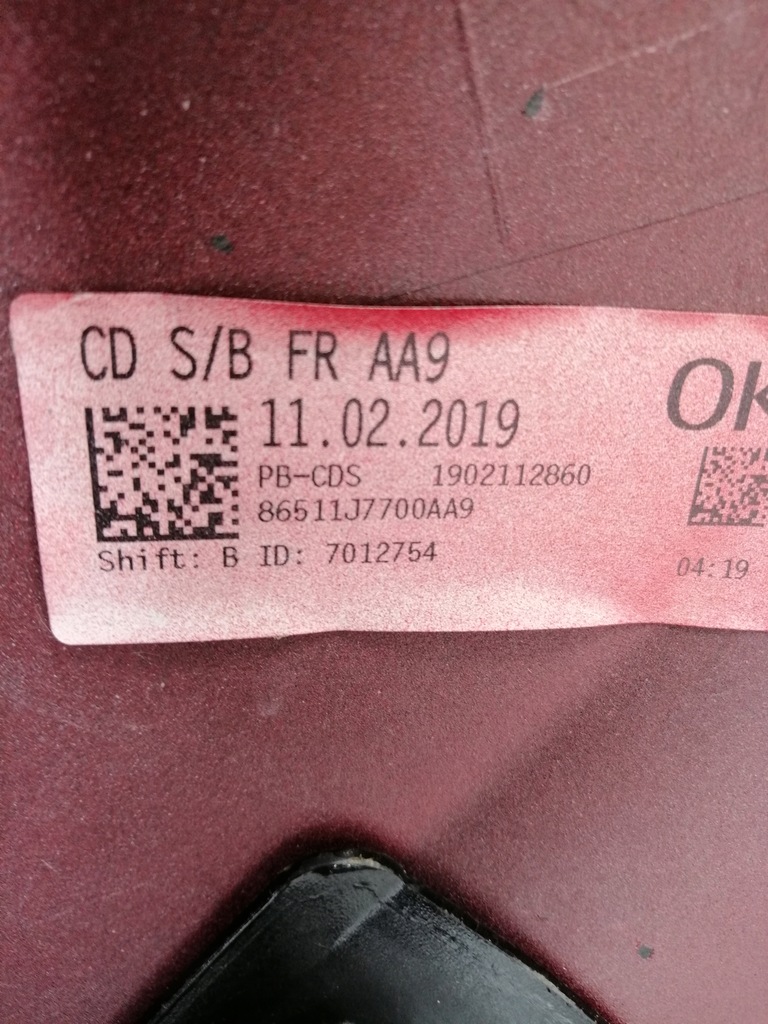 CD S/B FR AA9
11.02.2019
PB-CDS 1902112860
86511J7700AA9
Shift: B ID: 7012754
OK
04:19